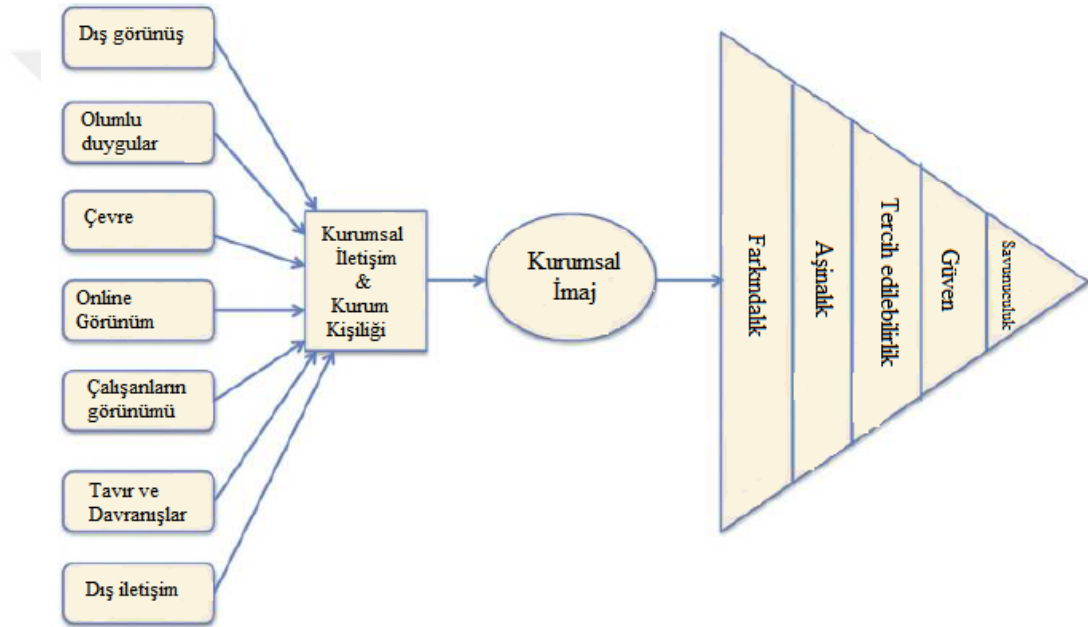 Dış görünüş
Olumlu
duygular
Çevre
Online
Görünüm
Çalışanların
görünümü
Tavır ve
Davranışlar
Dış iletişim
Kurumsal
İletişim
&
Kurum
Kişiliği
Kurumsal
İmaj
Farkındalık
Aşinalık
Tercih edilebilirlik
Güven
Savunuculuk